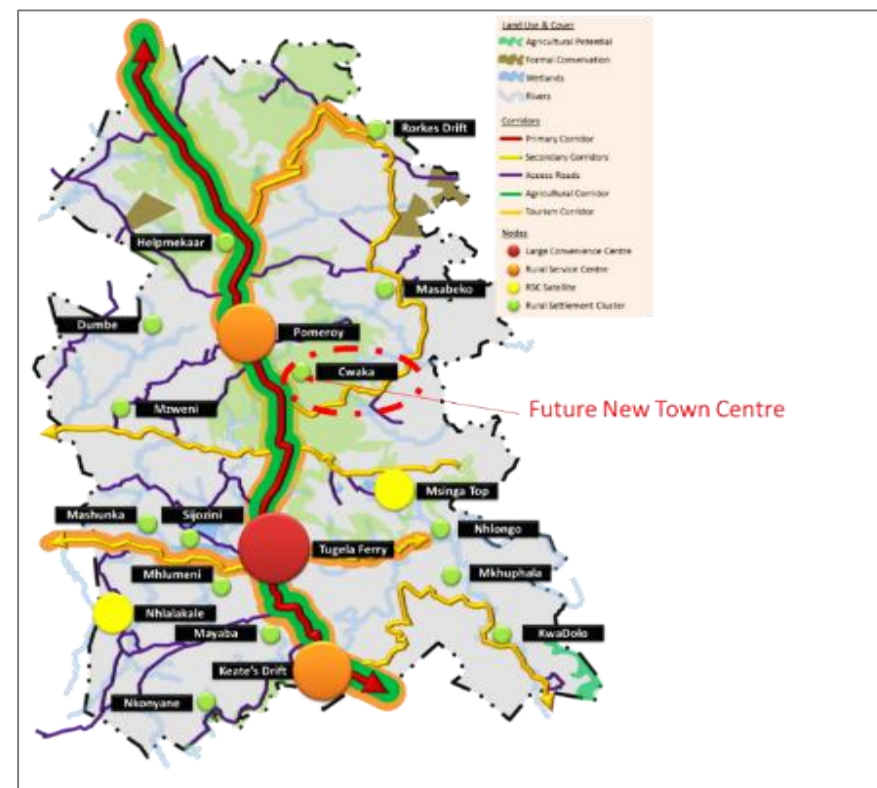 Land Use & Cover
Agricultural Potential
Formal Conservation
Wetlands
Rivers
Corridors
Primary Corridor
Secondary Corridors
Access Roads
Agricultural Corridor
Tourism Corridor
Nodes
Large Convenience Centre
Rural Service Centre
RSC Satellite
Rural Settlement Cluster
Rorkes Drift
Helpmekaar
Masabeko
Dumbe
Pomeroy
Cwaka
Mzweni
Future New Town Centre
Msinga Top
Mashunka
Sijozini
Nhlongo
Tugela Ferry
Mhlumeni
Mkhuphala
Nhlalakale
Mayaba
KwaDolo
Keate's Drift
Nkonyane